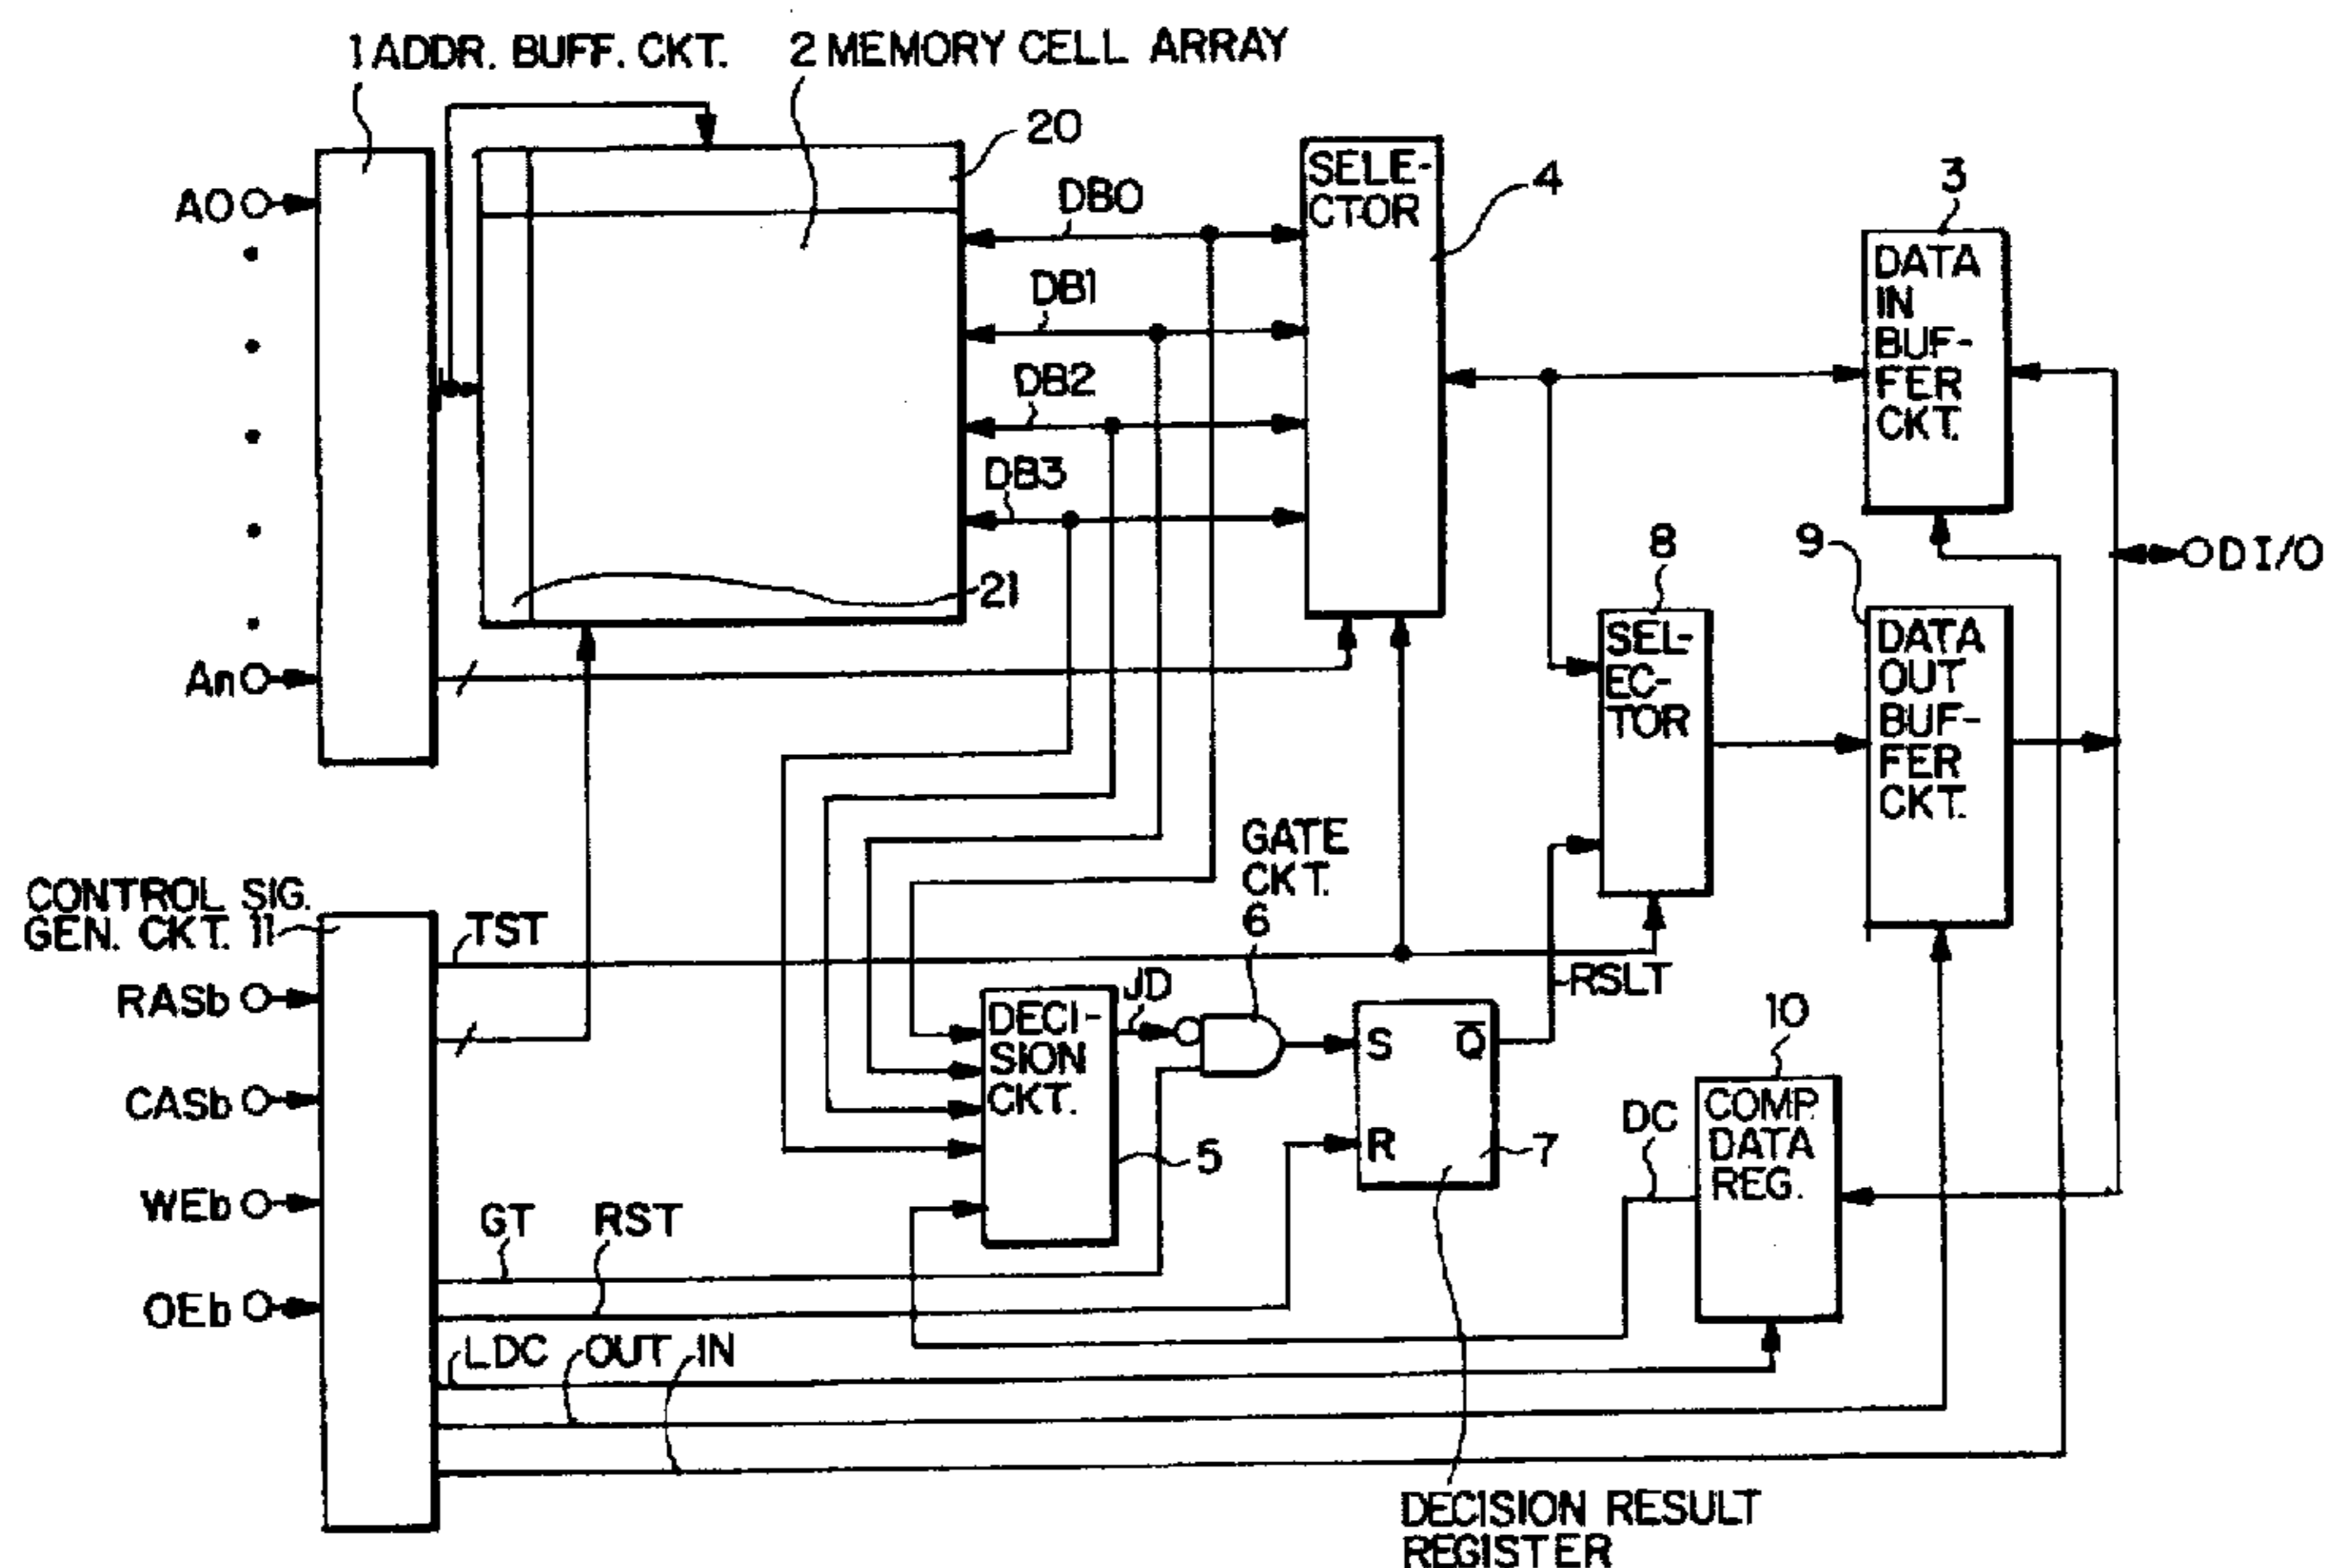 1 ADDR. BUFF. CKT.
2 MEMORY CELL ARRAY
20
A0
An
21
DB0
DB1
DB2
DB3
SELE-
CTOR
4
3
DATA
IN
BUF-
FER
CKT.
D I/O
8
SEL-
EC-
TOR
9
DATA
OUT
BUF-
FER
CKT.
CONTROL SIG.
GEN. CKT. 11
TST
RASb
CASb
WEb
OEb
GATE
CKT.
6
DECI-
SION
CKT.
5
JD
S
Q̅
R
7
RSLT
10
COMP.
DATA
REG.
DC
GT
RST
LDC
OUT
IN
DECISION RESULT
REGISTER